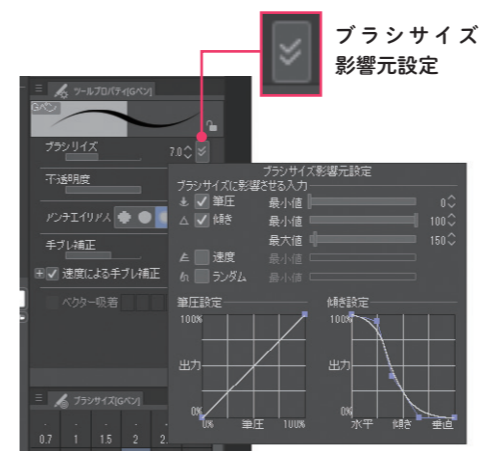 ブラシサイズ
影響元設定
ツールプロパティ[Gペン]
Gペン
ブラシサイズ 7.0
不透明度
アンチエイリアス
手ブレ補正
速度による手ブレ補正
ベクター吸着
ブラシサイズ影響元設定
ブラシサイズに影響させる入力
筆圧 最小値 0
傾き 最小値 100
最大値 150
速度 最小値
ランダム 最小値
筆圧設定 傾き設定
100% 100%
出力 出力
0% 0%
0% 筆圧 100% 水平 傾き 垂直
ブラシサイズ[Gペン]
0.7 1 1.5 2 2.